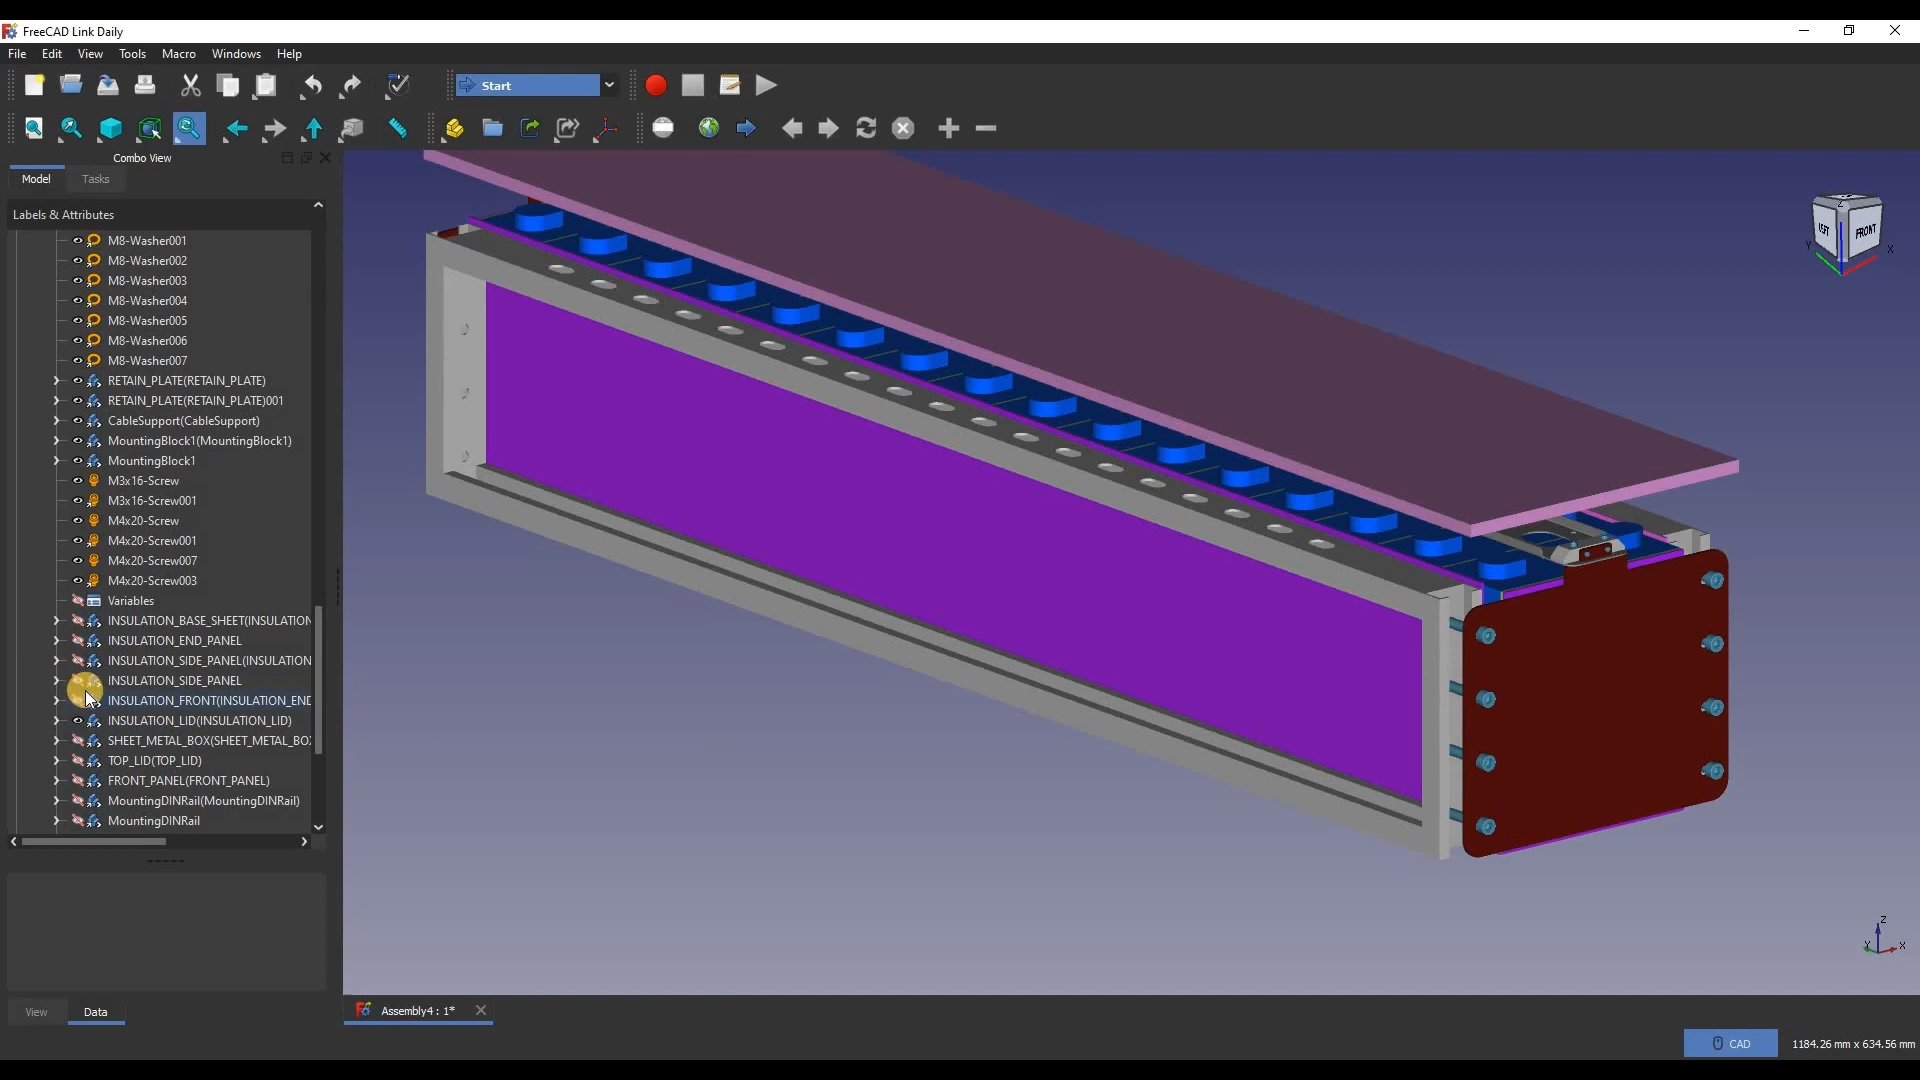 FreeCAD Link Daily
File Edit View Tools Macro Windows Help
Start
Combo View
Model Tasks
Labels & Attributes
M8-Washer001
M8-Washer002
M8-Washer003
M8-Washer004
M8-Washer005
M8-Washer006
M8-Washer007
RETAIN_PLATE(RETAIN_PLATE)
RETAIN_PLATE(RETAIN_PLATE)001
CableSupport(CableSupport)
MountingBlock1(MountingBlock1)
MountingBlock1
M3x16-Screw
M3x16-Screw001
M4x20-Screw
M4x20-Screw001
M4x20-Screw007
M4x20-Screw003
Variables
INSULATION_BASE_SHEET(INSULATION
INSULATION_END_PANEL
INSULATION_SIDE_PANEL(INSULATION
INSULATION_SIDE_PANEL
INSULATION_FRONT(INSULATION_END
INSULATION_LID(INSULATION_LID)
SHEET_METAL_BOX(SHEET_METAL_BO
TOP_LID(TOP_LID)
FRONT_PANEL(FRONT_PANEL)
MountingDINRail(MountingDINRail)
MountingDINRail
View Data
LEFT FRONT
Z
Y X
Z
Y X
Assembly4 : 1*
CAD 1184.26 mm x 634.56 mm